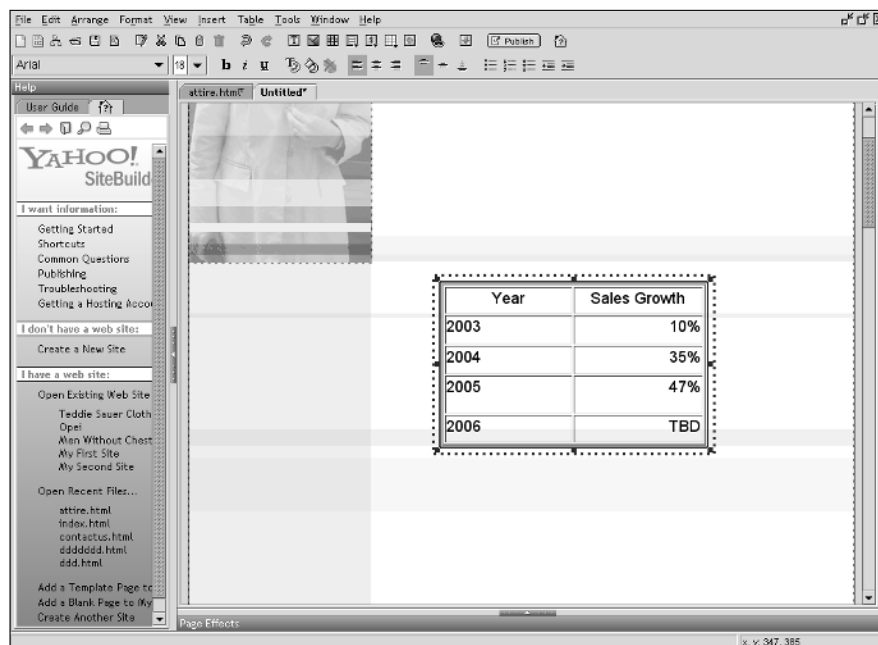 File Edit Arrange Format View Insert Table Tools Window Help
Publish
Arial 18 b i u
Help
attire.html* Untitled*
User Guide
YAHOO!
SiteBuild
I want information:
Getting Started
Shortcuts
Common Questions
Publishing
Troubleshooting
Getting a Hosting Accou
I don't have a web site:
Create a New Site
I have a web site:
Open Existing Web Site
Teddie Sauer Cloth
Opei
Men Without Chest
My First Site
My Second Site
Open Recent Files...
attire.html
index.html
contactus.html
ddddddd.html
ddd.html
Add a Template Page to
Add a Blank Page to My
Create Another Site
Year Sales Growth
2003 10%
2004 35%
2005 47%
2006 TBD
Page Effects
x, y: 347, 385